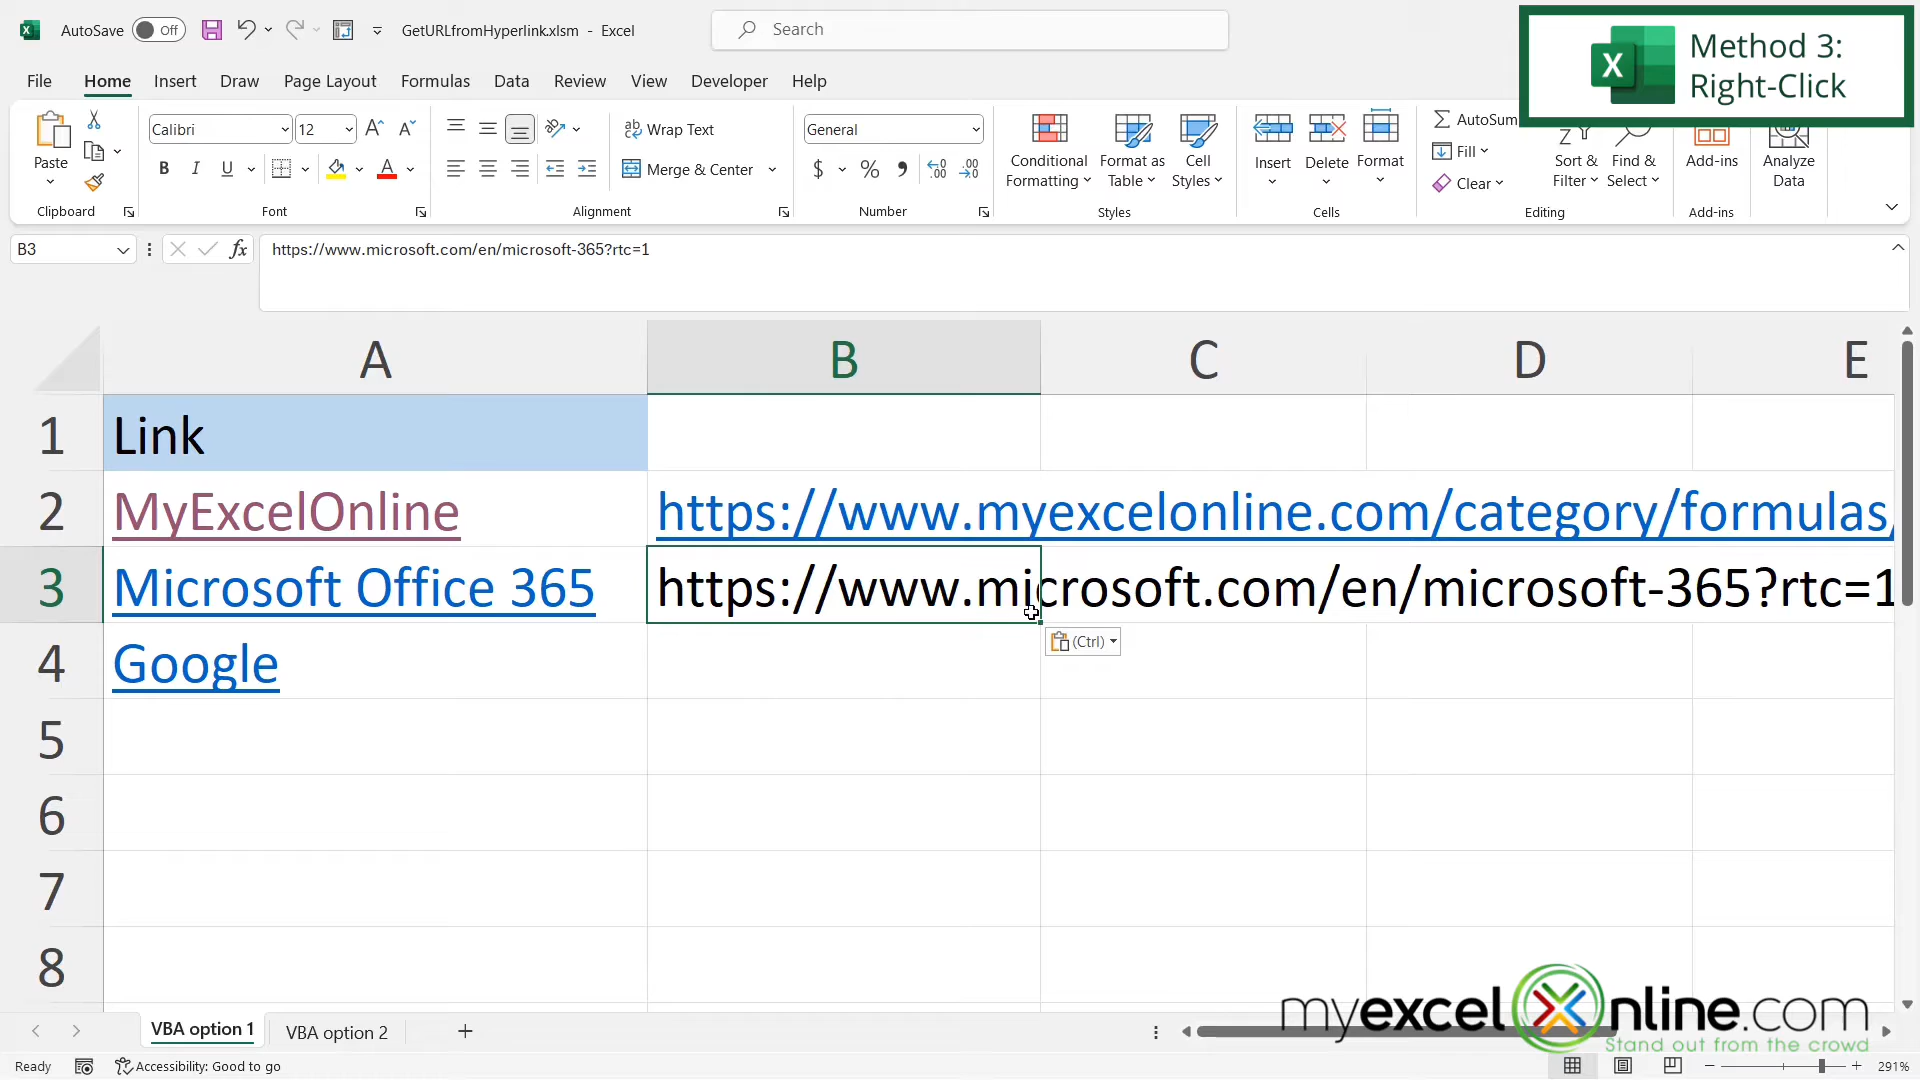 AutoSave Off GetURLfromHyperlink.xlsm - Excel Search
Method 3:
Right-Click
File Home Insert Draw Page Layout Formulas Data Review View Developer Help
Paste
Calibri 12
B I U
Wrap Text
Merge & Center
General
$ % ,
Conditional Formatting
Format as Table
Cell Styles
Insert Delete Format
AutoSum
Fill
Clear
Sort & Filter
Find & Select
Add-ins
Analyze Data
Clipboard Font Alignment Number Styles Cells Editing Add-ins
B3 fx https://www.microsoft.com/en/microsoft-365?rtc=1
A B C D E
1 Link
2 MyExcelOnline https://www.myexcelonline.com/category/formulas/
3 Microsoft Office 365 https://www.microsoft.com/en/microsoft-365?rtc=1
(Ctrl)
4 Google
5
6
7
8
myexcelonline.com
Stand out from the crowd
VBA option 1 VBA option 2
Ready Accessibility: Good to go 291%